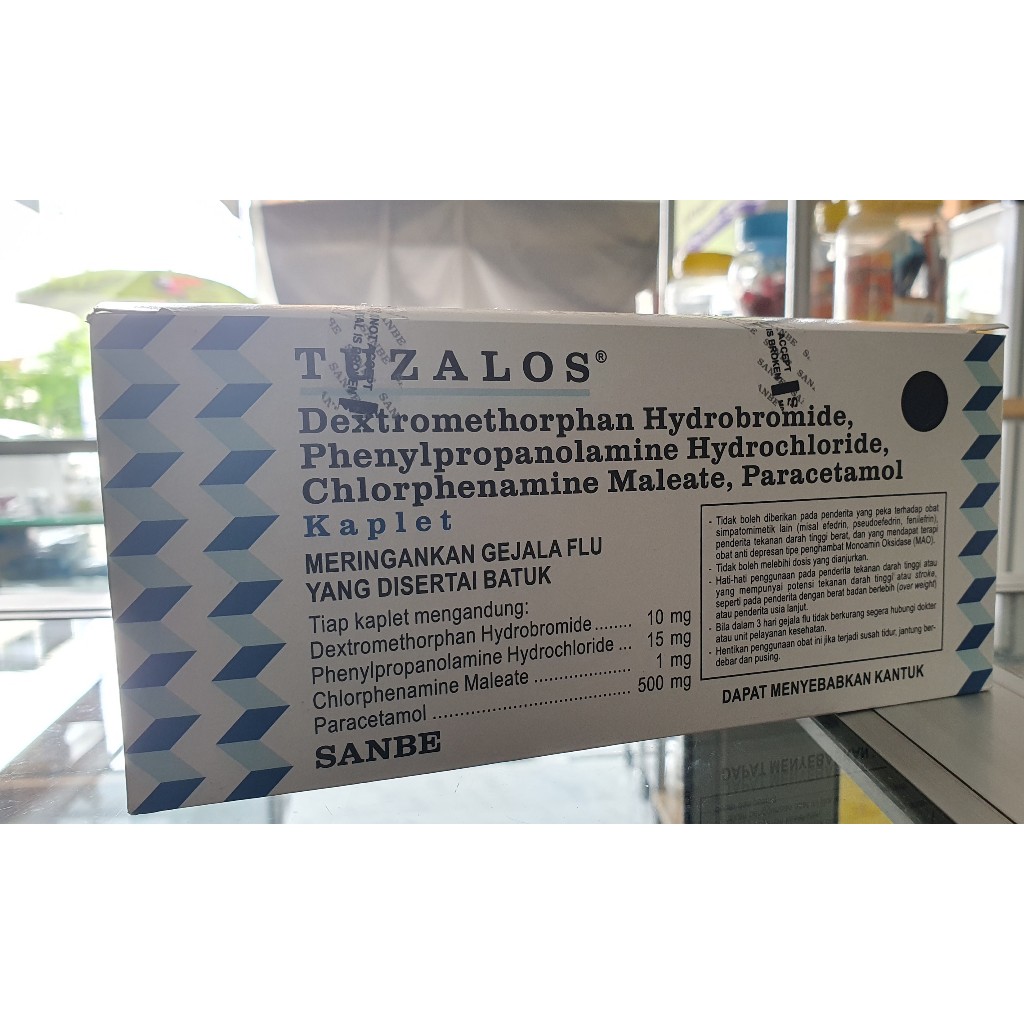 TUZALOS®
Dextromethorphan Hydrobromide,
Phenylpropanolamine Hydrochloride,
Chlorphenamine Maleate, Paracetamol
Kaplet
MERINGANKAN GEJALA FLU
YANG DISERTAI BATUK
Tiap kaplet mengandung:
Dextromethorphan Hydrobromide ........ 10 mg
Phenylpropanolamine Hydrochloride ... 15 mg
Chlorphenamine Maleate .................... 1 mg
Paracetamol ......................................... 500 mg
SANBE
- Tidak boleh diberikan pada penderita yang peka terhadap obat
simpatomimetik lain (misal efedrin, pseudoefedrin, fenilefrin),
penderita tekanan darah tinggi berat, dan yang mendapat terapi
obat anti depresan tipe penghambat Monoamin Oksidase (MAO).
- Tidak boleh melebihi dosis yang dianjurkan.
- Hati-hati penggunaan pada penderita tekanan darah tinggi atau
yang mempunyai potensi tekanan darah tinggi atau stroke,
seperti pada penderita dengan berat badan berlebih (over weight)
atau penderita usia lanjut.
- Bila dalam 3 hari gejala flu tidak berkurang segera hubungi dokter
atau unit pelayanan kesehatan.
- Hentikan penggunaan obat ini jika terjadi susah tidur, jantung ber-
debar dan pusing.
DAPAT MENYEBABKAN KANTUK